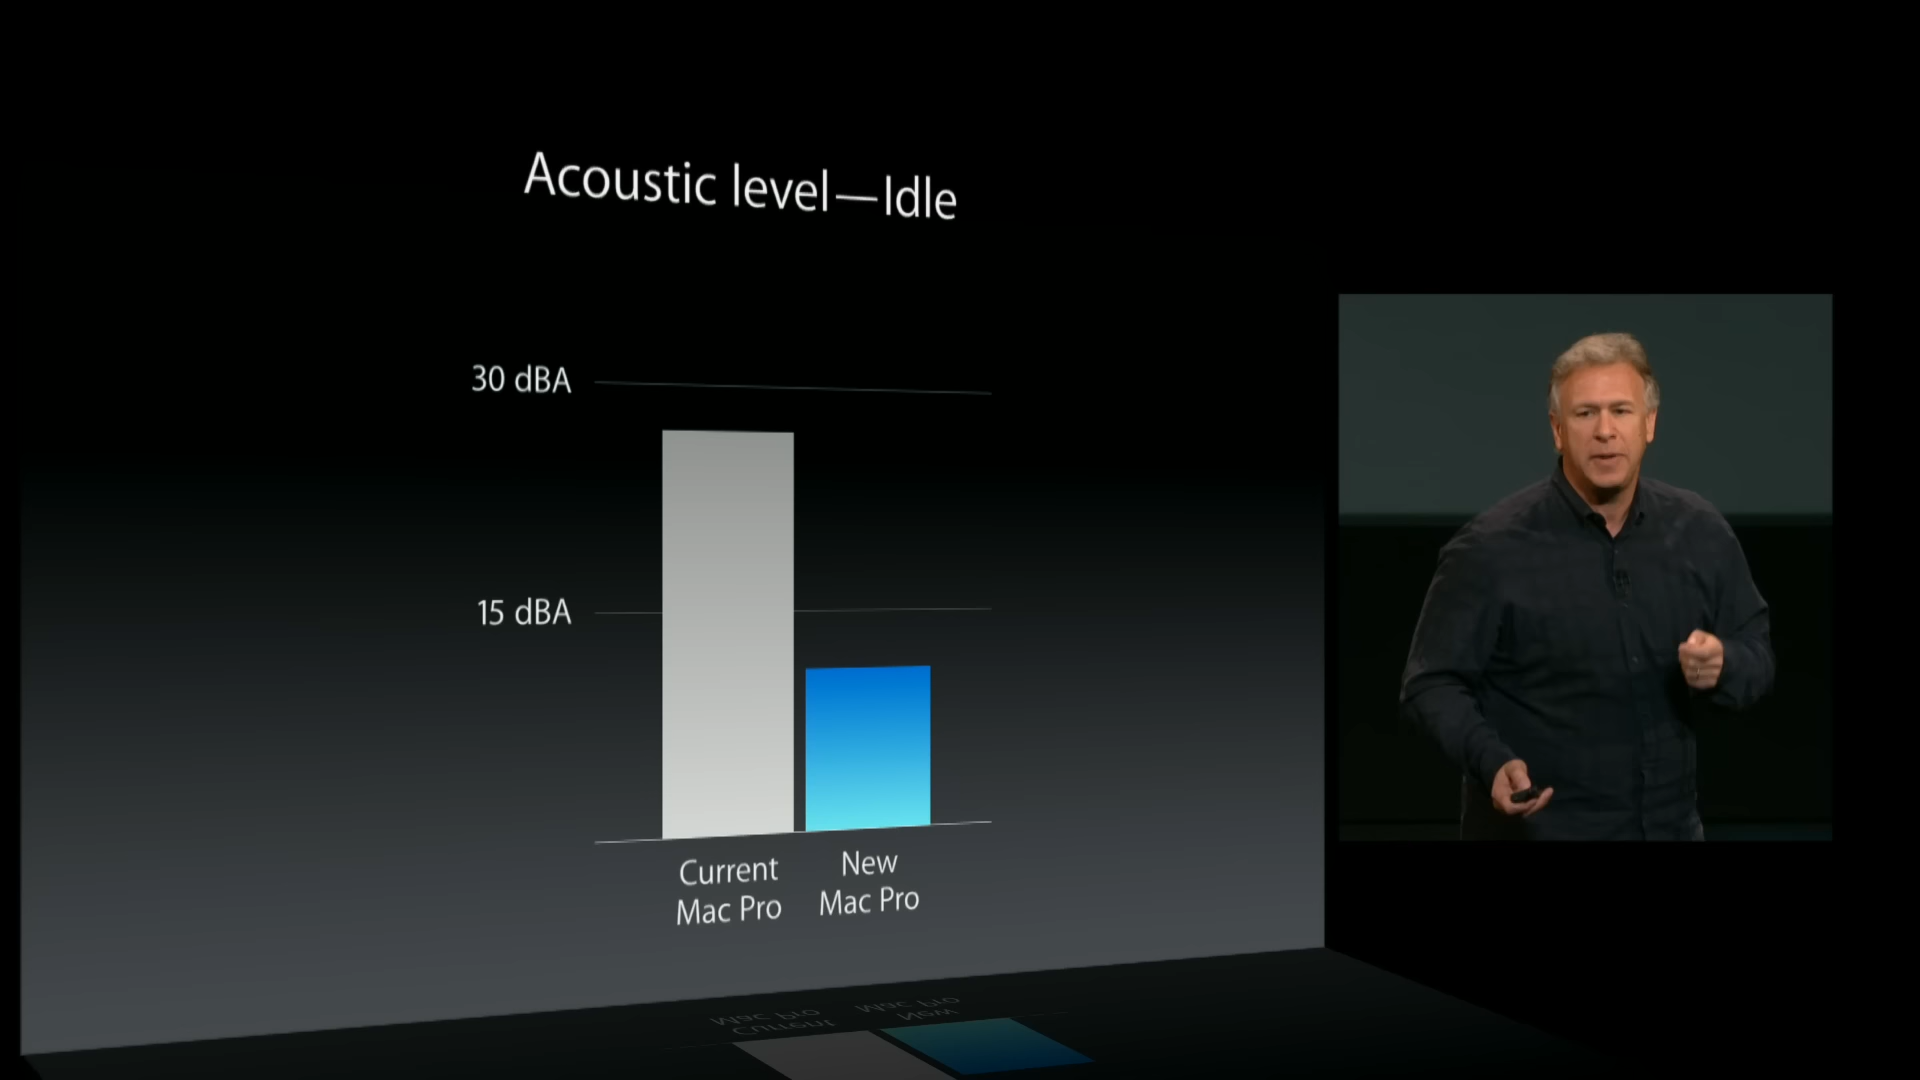 Acoustic level—Idle
30 dBA
15 dBA
Current
Mac Pro
New
Mac Pro